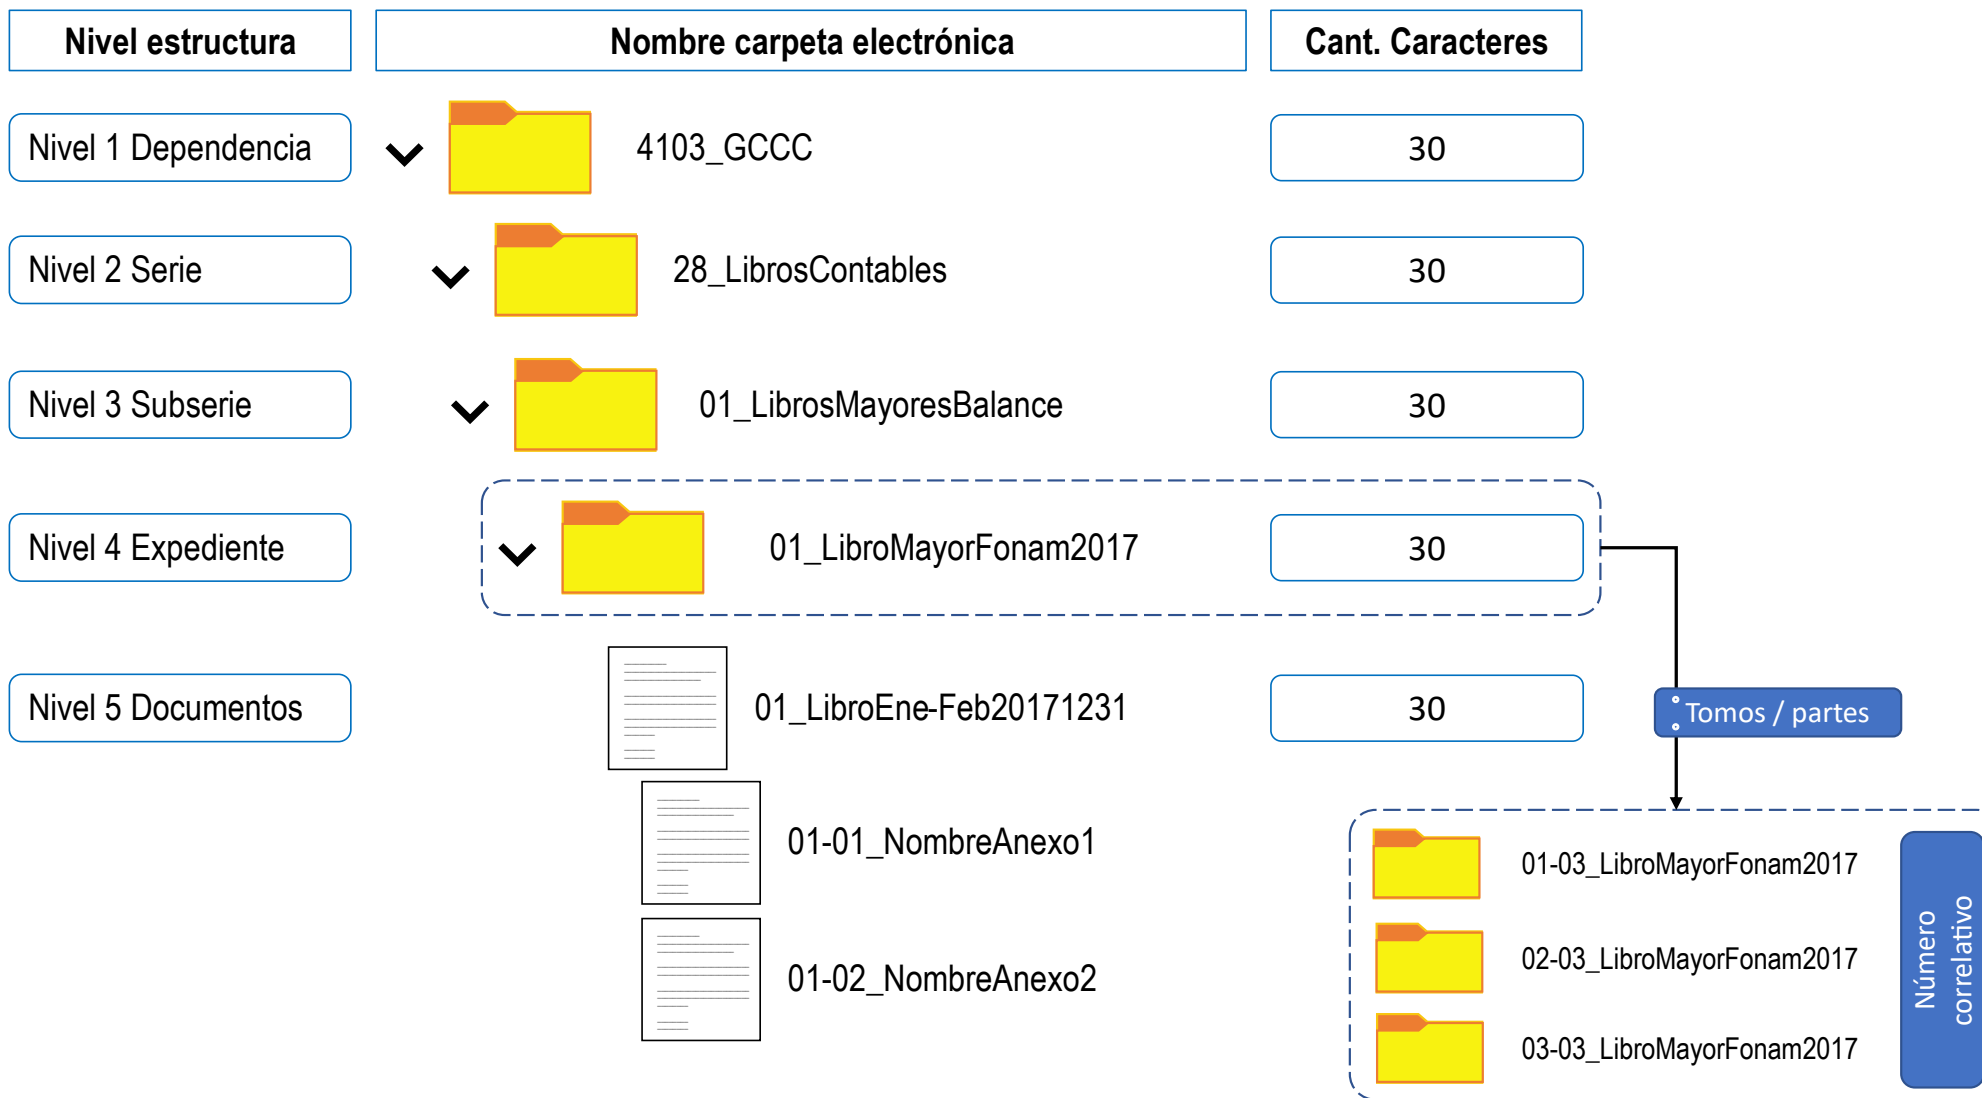 Nivel estructura
Nombre carpeta electrónica
Cant. Caracteres
Nivel 1 Dependencia
4103_GCCC
30
Nivel 2 Serie
28_LibrosContables
30
Nivel 3 Subserie
01_LibrosMayoresBalance
30
Nivel 4 Expediente
01_LibroMayorFonam2017
30
Nivel 5 Documentos
01_LibroEne-Feb20171231
30
Tomos / partes
01-01_NombreAnexo1
01-02_NombreAnexo2
01-03_LibroMayorFonam2017
02-03_LibroMayorFonam2017
03-03_LibroMayorFonam2017
Número
correlativo